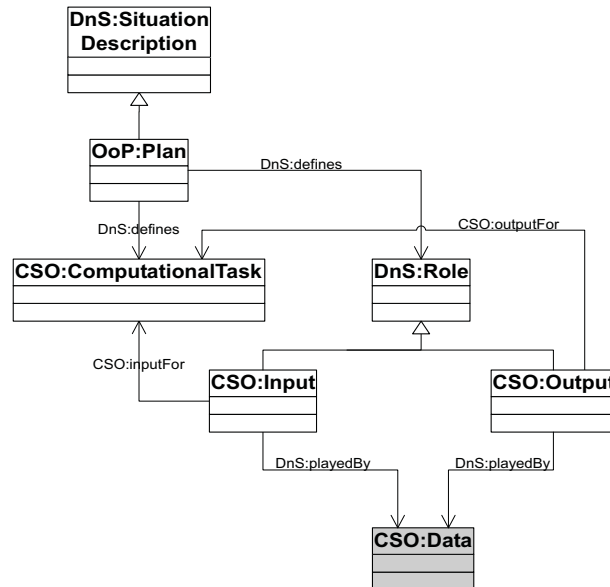 DnS:Situation
Description
OoP:Plan
DnS:defines
DnS:defines
CSO:outputFor
CSO:ComputationalTask
DnS:Role
CSO:inputFor
CSO:Input
CSO:Output
DnS:playedBy
DnS:playedBy
CSO:Data